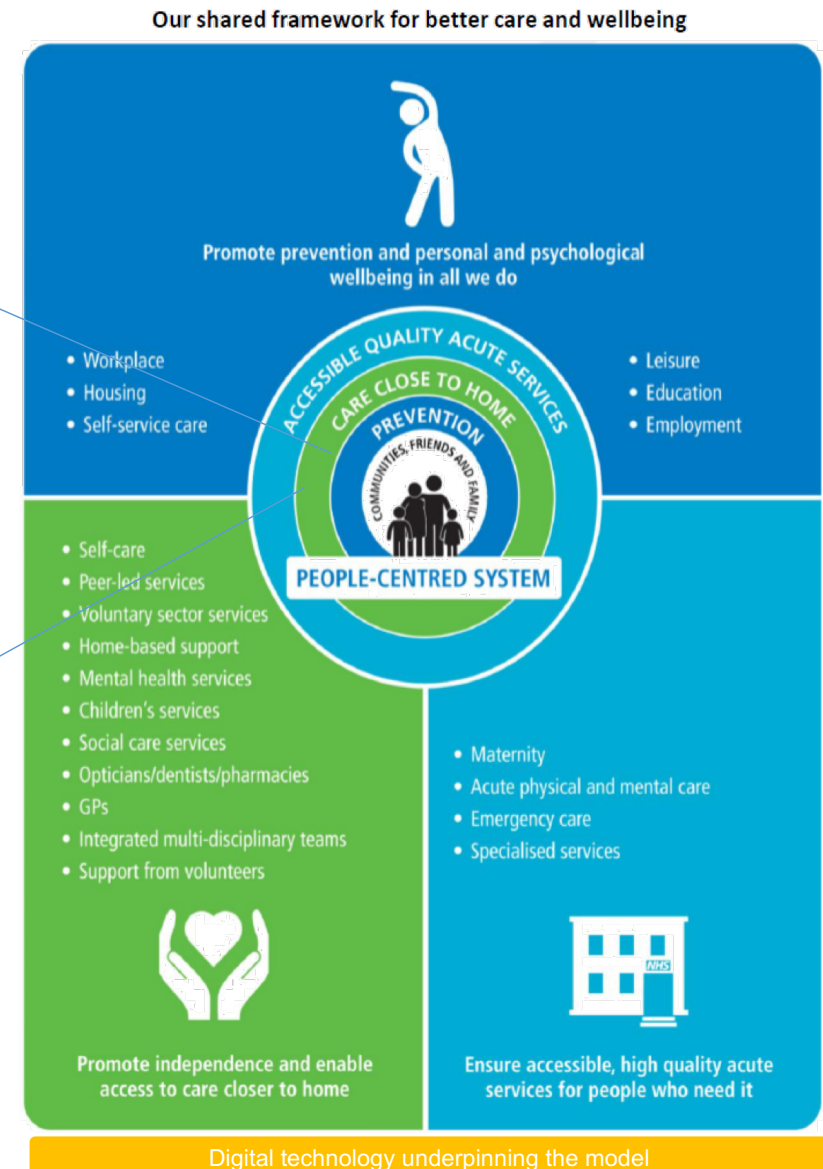 Our shared framework for better care and wellbeing
Promote prevention and personal and psychological
wellbeing in all we do
• Workplace
• Housing
• Self-service care
• Leisure
• Education
• Employment
ACCESSIBLE QUALITY ACUTE SERVICES
CARE CLOSE TO HOME
PREVENTION
COMMUNITIES, FRIENDS AND FAMILY
PEOPLE-CENTRED SYSTEM
• Self-care
• Peer-led services
• Voluntary sector services
• Home-based support
• Mental health services
• Children's services
• Social care services
• Opticians/dentists/pharmacies
• GPs
• Integrated multi-disciplinary teams
• Support from volunteers
Promote independence and enable
access to care closer to home
• Maternity
• Acute physical and mental care
• Emergency care
• Specialised services
NHS
Ensure accessible, high quality acute
services for people who need it
Digital technology underpinning the model